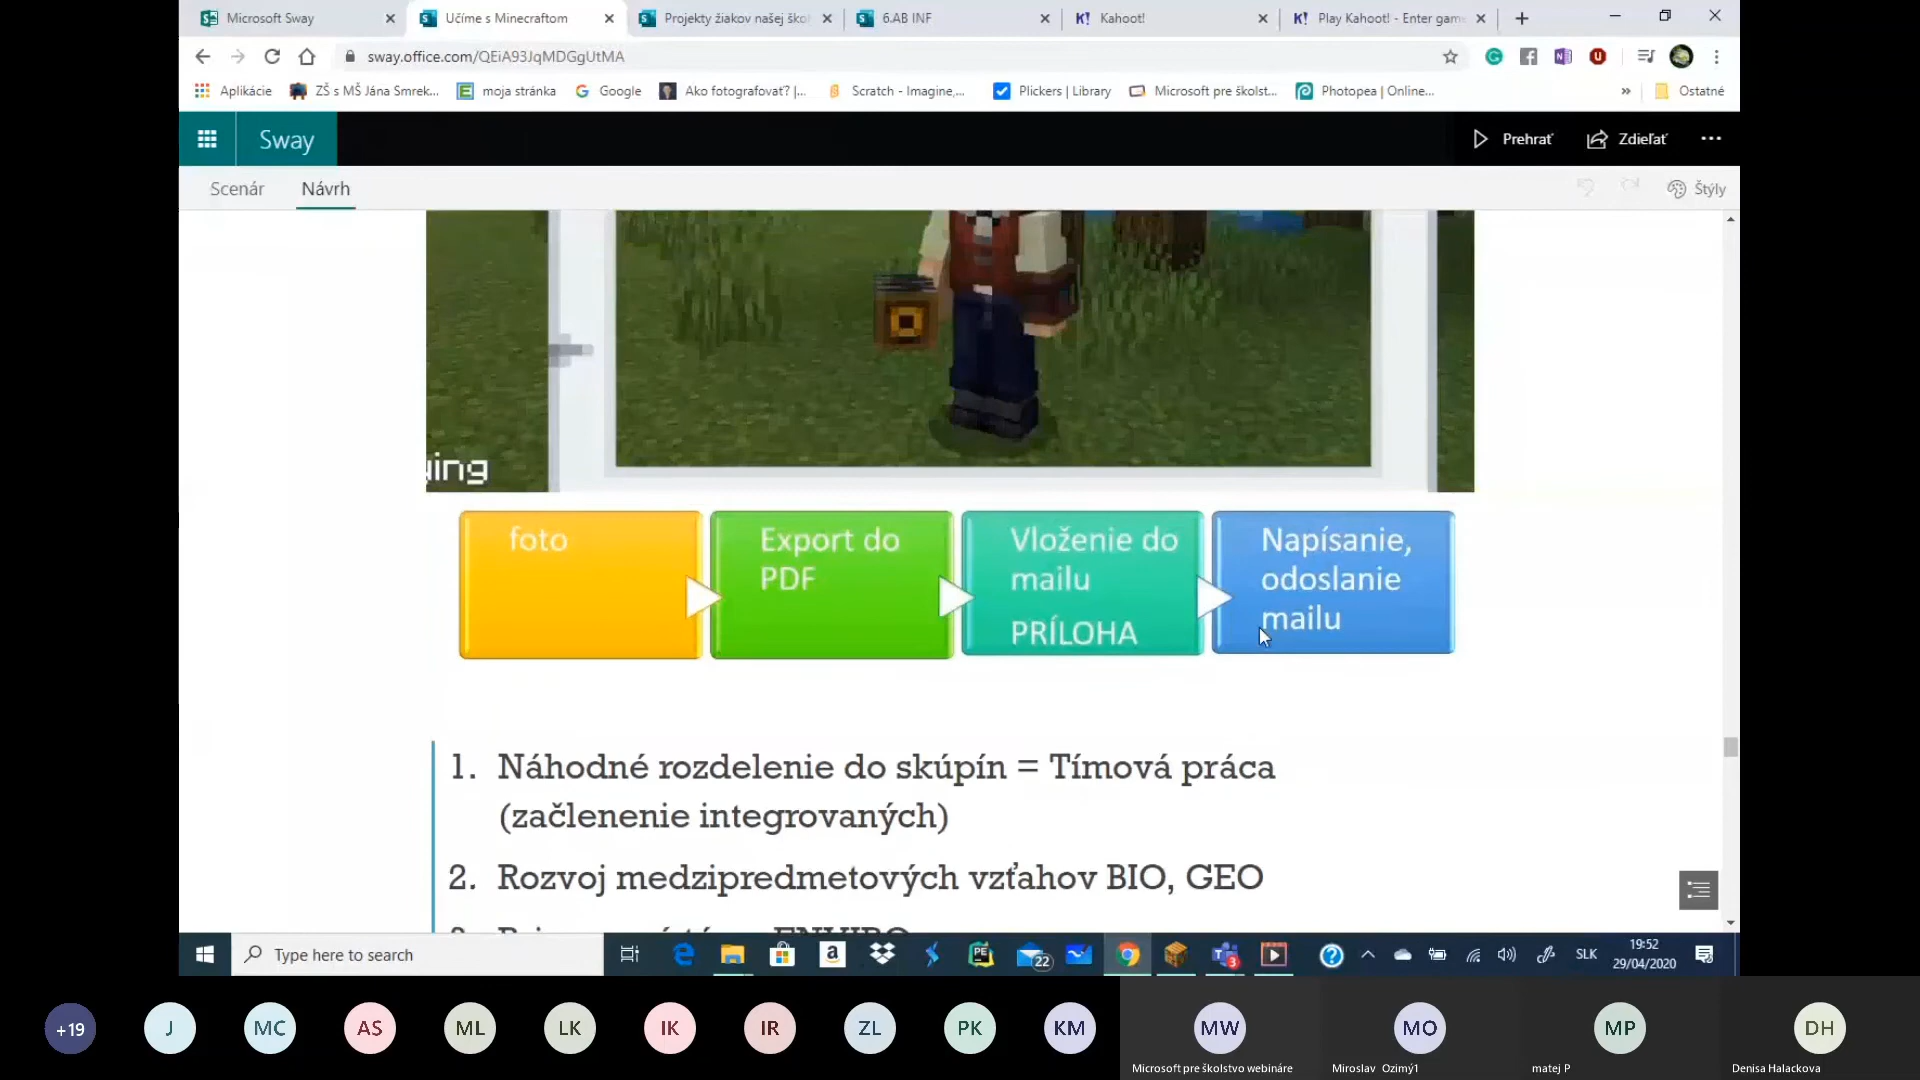 Microsoft Sway
Učíme s Minecraftom
Projekty žiakov našej ško
6.AB INF
Kahoot!
Play Kahoot! - Enter gam
sway.office.com/QEiA93JqMDGgUtMA
Aplikácie
ZŠ s MŠ Jána Smrek...
moja stránka
Google
Ako fotografovať? |...
Scratch - Imagine,...
Plickers | Library
Microsoft pre školst...
Photopea | Online...
»
Ostatné
Sway
Prehrať
Zdieľať
Scenár
Návrh
Štýly
foto
Export do
PDF
Vloženie do
mailu
PRÍLOHA
Napísanie,
odoslanie
mailu
1. Náhodné rozdelenie do skúpín = Tímová práca
(začlenenie integrovaných)
2. Rozvoj medzipredmetových vzťahov BIO, GEO
Type here to search
22
3
SLK
19:52
29/04/2020
+19
J
MC
AS
ML
LK
IK
IR
ZL
PK
KM
MW
Microsoft pre školstvo webináre
MO
Miroslav Ozimý1
MP
matej P
DH
Denisa Halackova